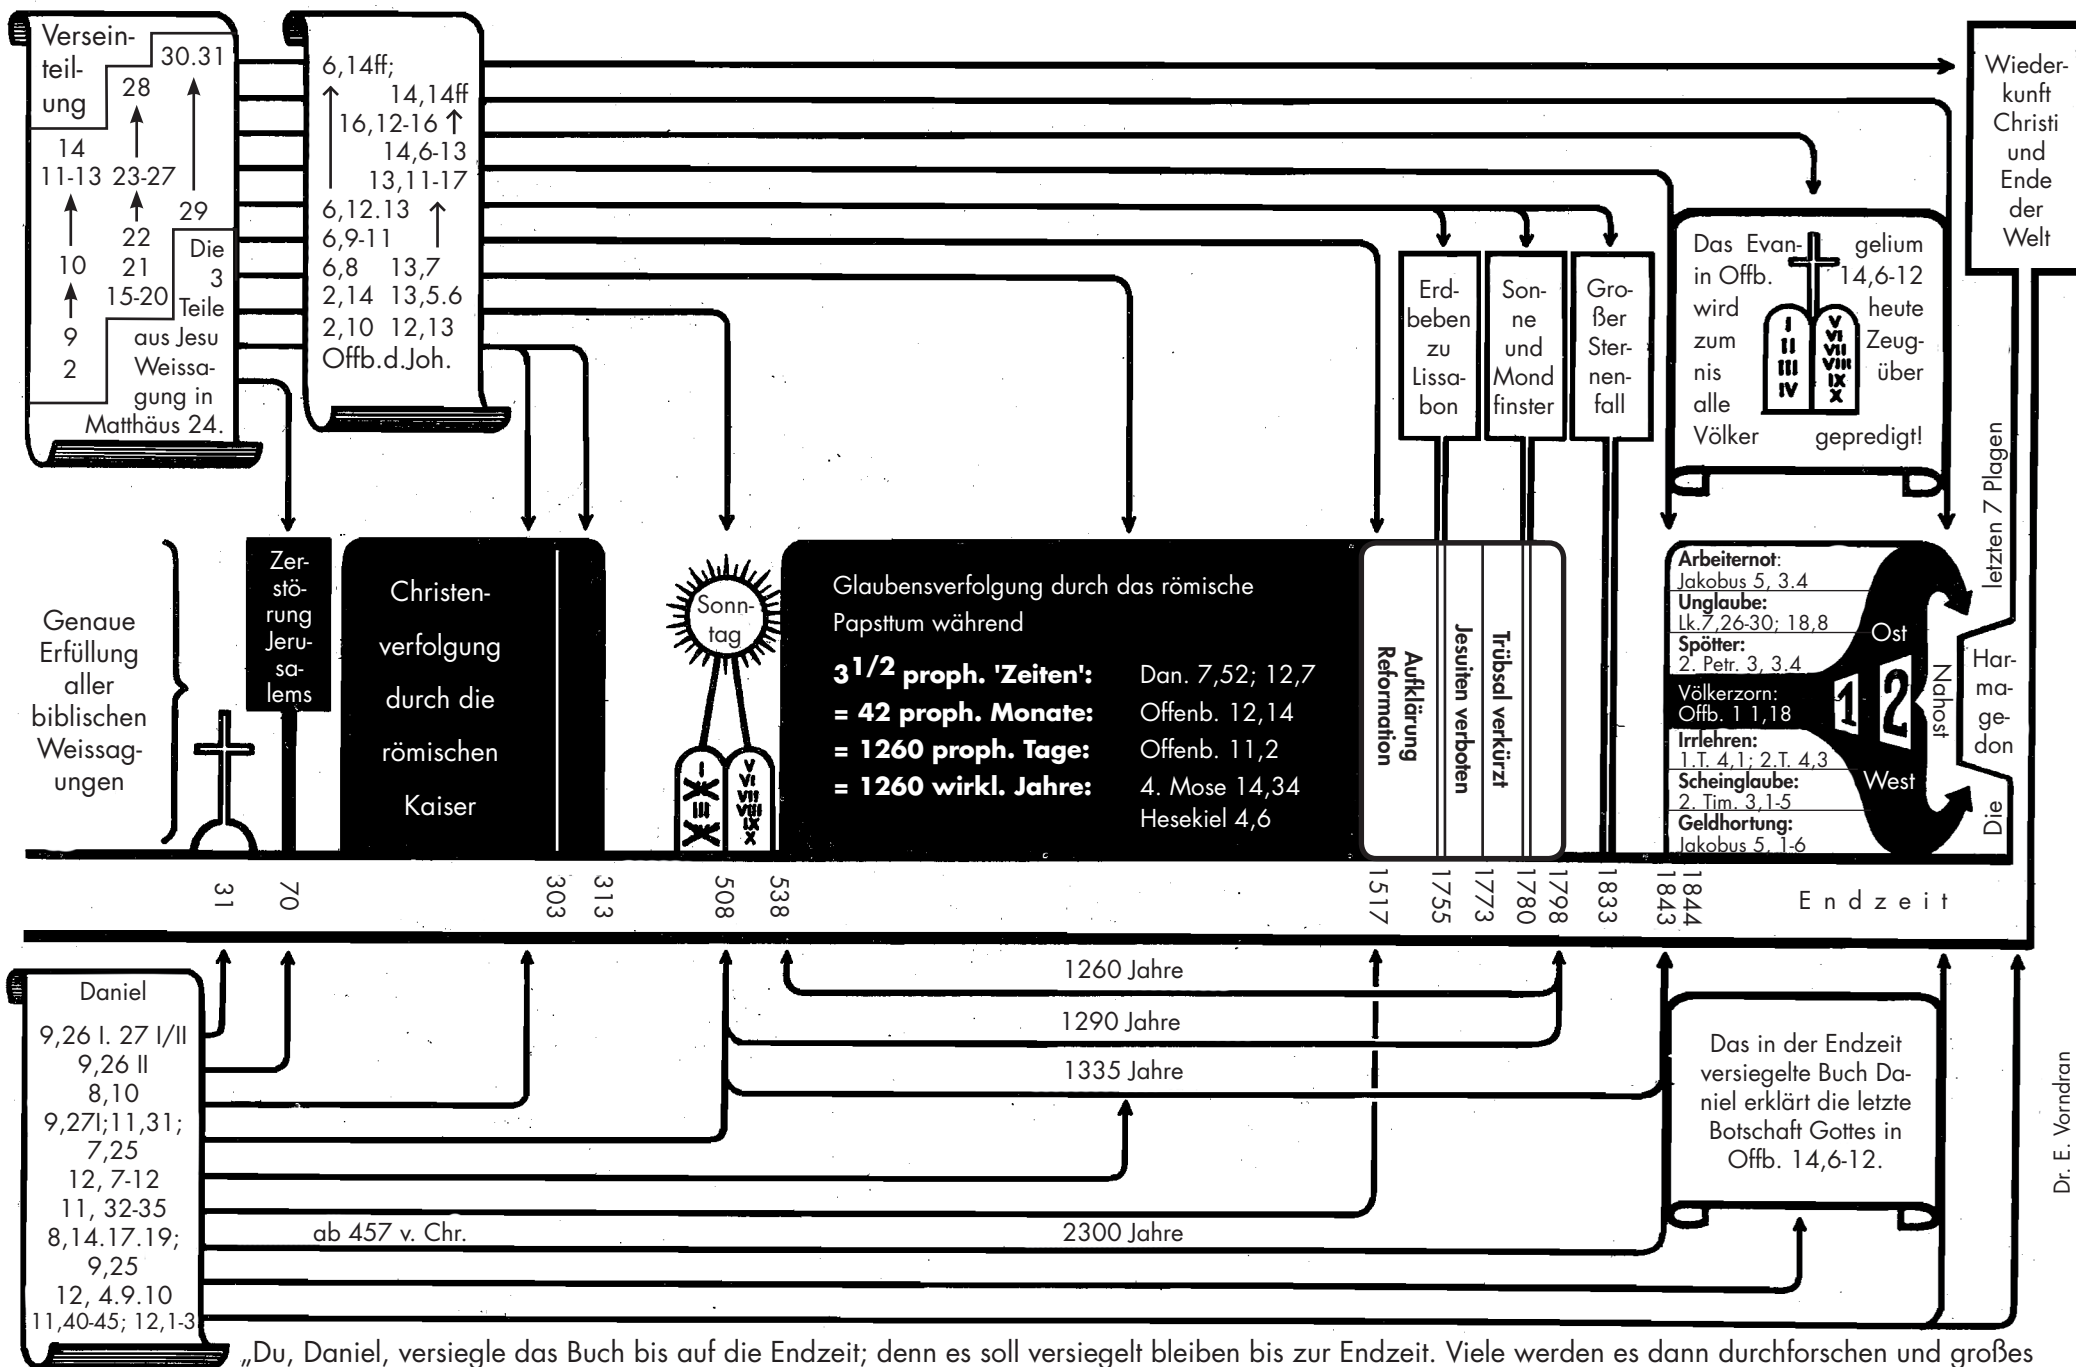 Versein-
teil-
ung
30.31
28
14
11-13 23-27
29
22
10
21
15-20
9
2
Die
3
Teile
aus Jesu
Weissa-
gung in
Matthäus 24.
6,14ff;
14,14ff
16,12-16
14,6-13
13,11-17
6,12.13
6,9-11
6,8 13,7
2,14 13,5.6
2,10 12,13
Offb.d.Joh.
Wieder-
kunft
Christi
und
Ende
der
Welt
Erd-
beben
zu
Lissa-
bon
Son-
ne
und
Mond
finster
Gro-
ßer
Ster-
nen-
fall
Das Evan- gelium
in Offb. 14,6-12
wird heute
zum Zeug-
nis über
alle
Völker gepredigt!
I
II
III
IV
V
VI
VII
VIII
IX
X
letzten 7 Plagen
Genaue
Erfüllung
aller
biblischen
Weissag-
ungen
Zer-
stö-
rung
Jeru-
sa-
lems
Christen-
verfolgung
durch die
römischen
Kaiser
Sonn-
tag
I
III
V
VI
VII
VIII
IX
X
Glaubensverfolgung durch das römische
Papsttum während
3 1/2 proph. 'Zeiten': Dan. 7,52; 12,7
= 42 proph. Monate: Offenb. 12,14
= 1260 proph. Tage: Offenb. 11,2
= 1260 wirkl. Jahre: 4. Mose 14,34
Hesekiel 4,6
Aufklärung
Reformation
Jesuiten verboten
Trübsal verkürzt
Arbeiternot:
Jakobus 5, 3.4
Unglaube:
Lk.7,26-30; 18,8
Spötter:
2. Petr. 3, 3.4
Völkerzorn:
Offb. 1 1,18
Irrlehren:
1.T. 4,1; 2.T. 4,3
Scheinglaube:
2. Tim. 3,1-5
Geldhortung:
Jakobus 5, 1-6
Ost
1 2
West
Nahost
Har-
ma-
ge-
don
Die
31
70
303
313
508
538
1517
1755
1773
1780
1798
1833
1843
1844
Endzeit
Daniel
9,26 I. 27 I/II
9,26 II
8,10
9,27I;11,31;
7,25
12, 7-12
11, 32-35
8,14.17.19;
9,25
12, 4.9.10
11,40-45; 12,1-3
1260 Jahre
1290 Jahre
1335 Jahre
ab 457 v. Chr.
2300 Jahre
Das in der Endzeit
versiegelte Buch Da-
niel erklärt die letzte
Botschaft Gottes in
Offb. 14,6-12.
Dr. E. Vorndran
„Du, Daniel, versiegle das Buch bis auf die Endzeit; denn es soll versiegelt bleiben bis zur Endzeit. Viele werden es dann durchforschen und großes